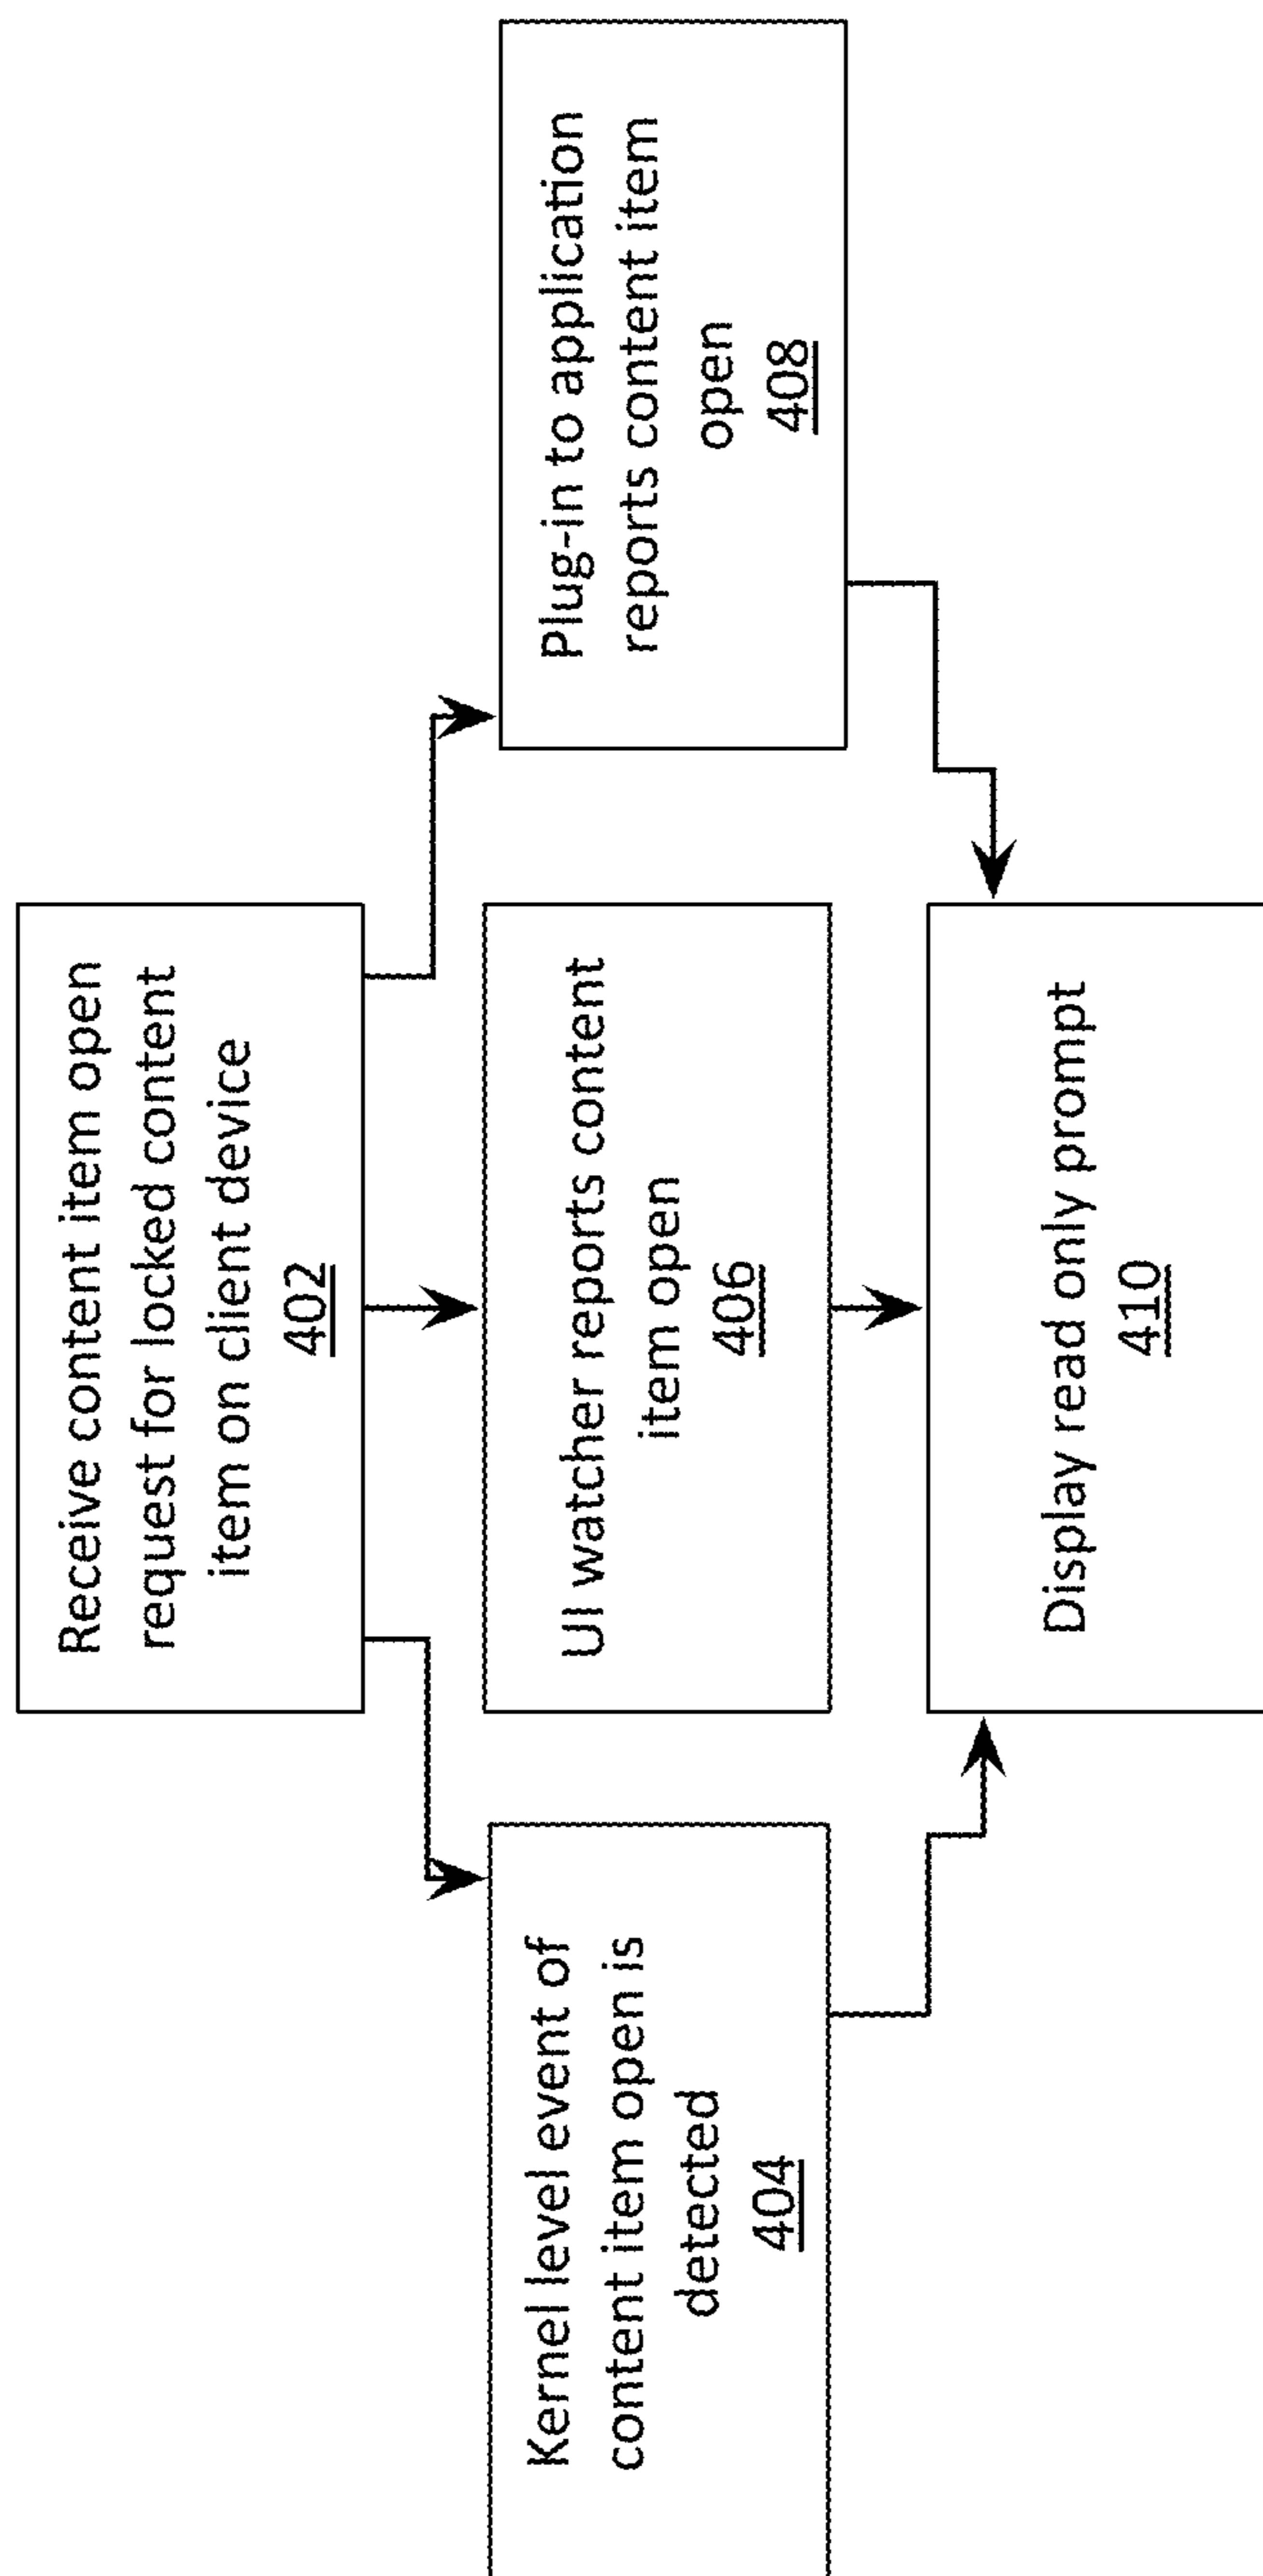 Receive content item open
request for locked content
item on client device
402
Kernel level event of
content item open is
detected
404
UI watcher reports content
item open
406
Plug-in to application
reports content item
open
408
Display read only prompt
410